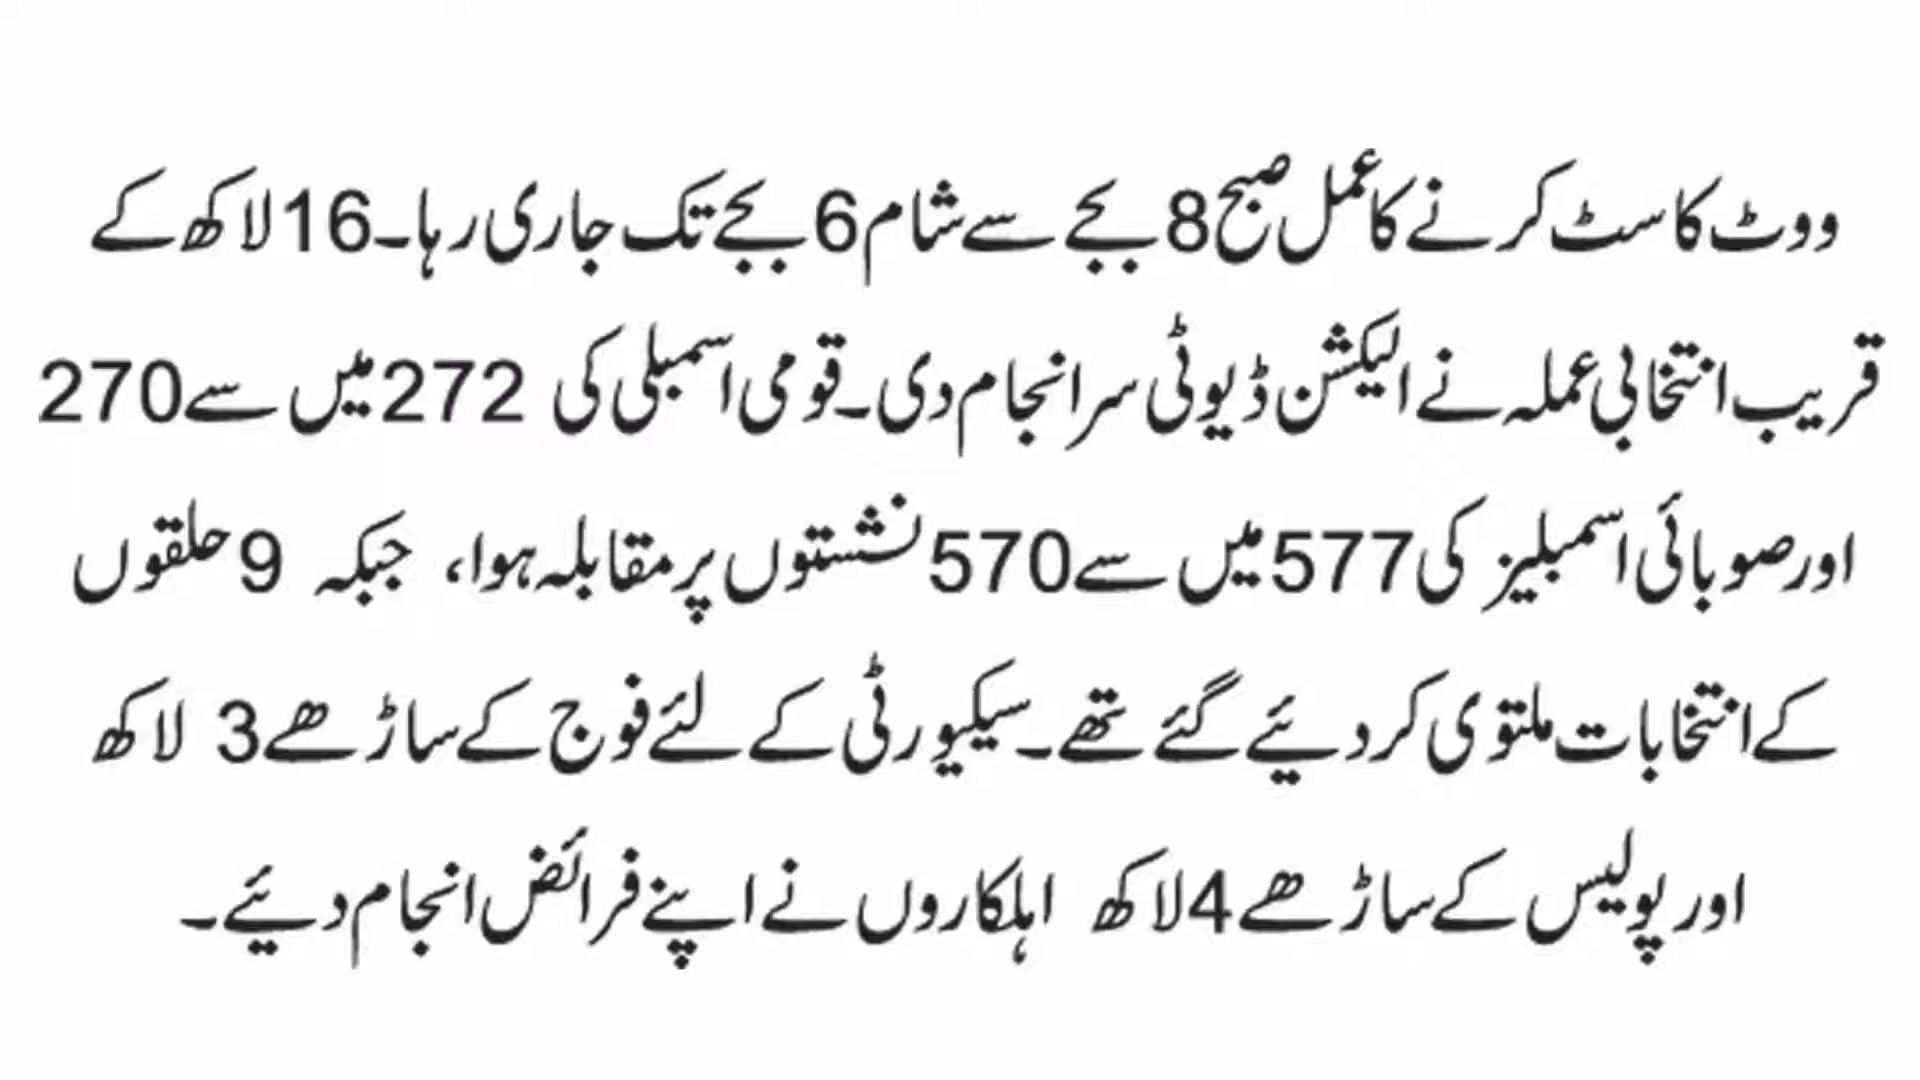 ووٹ کاسٹ کرنے کا عمل صبح 8 بجے سے شام 6 بجے تک جاری رہا۔ 16 لاکھ کے
قریب انتخابی عملہ نے الیکشن ڈیوٹی سر انجام دی۔ قومی اسمبلی کی 272 میں سے 270
اور صوبائی اسمبلیز کی 577 میں سے 570 نشستوں پر مقابلہ ہوا، جبکہ 9 حلقوں
کے انتخابات ملتوی کر دیئے گئے تھے۔ سیکیورٹی کے لئے فوج کے ساڑھے 3 لاکھ
اور پولیس کے ساڑھے 4 لاکھ اہلکاروں نے اپنے فرائض انجام دیئے۔